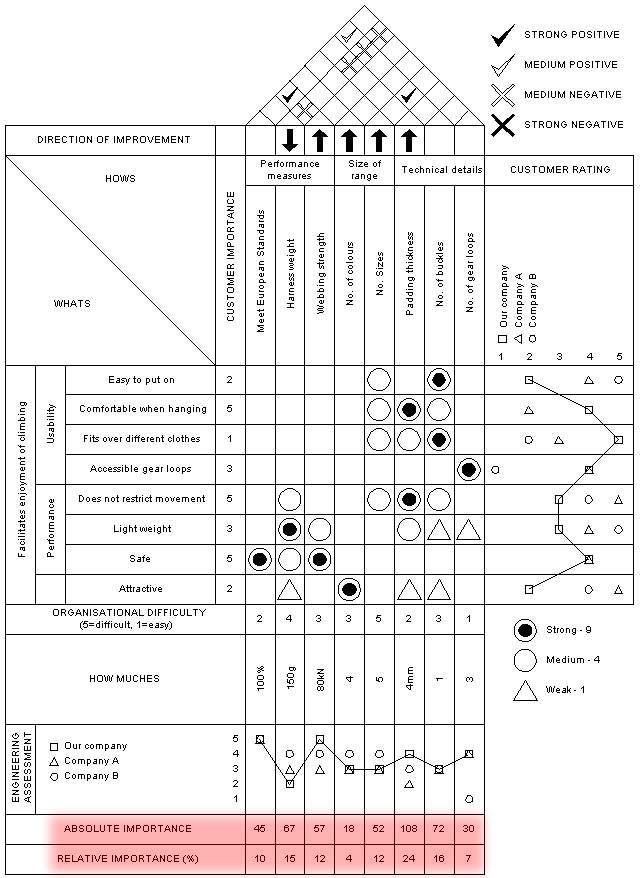 STRONG POSITIVE
MEDIUM POSITIVE
MEDIUM NEGATIVE
STRONG NEGATIVE
DIRECTION OF IMPROVEMENT
HOWS
WHATS
CUSTOMER IMPORTANCE
Performance measures
Size of range
Technical details
CUSTOMER RATING
Meet European Standards
Harness weight
Webbing strength
No. of colours
No. Sizes
Padding thickness
No. of buckles
No. of gear loops
Our company
Company A
Company B
1 2 3 4 5
Facilitates enjoyment of climbing
Usability
Easy to put on 2
Comfortable when hanging 5
Fits over different clothes 1
Accessible gear loops 3
Performance
Does not restrict movement 5
Light weight 3
Safe 5
Attractive 2
ORGANISATIONAL DIFFICULTY
(5=difficult, 1=easy) 2 4 3 3 5 2 3 1
Strong - 9
Medium - 4
Weak - 1
HOW MUCHES 100% 150g 80kN 4 5 4mm 1 3
ENGINEERING ASSESSMENT
Our company
Company A
Company B
5
4
3
2
1
ABSOLUTE IMPORTANCE 45 67 57 18 52 108 72 30
RELATIVE IMPORTANCE (%) 10 15 12 4 12 24 16 7